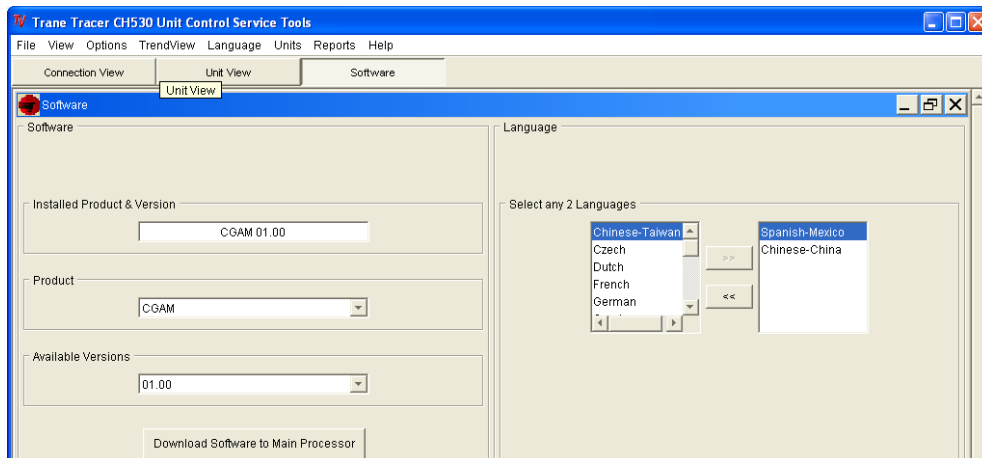 Trane Tracer CH530 Unit Control Service Tools
File View Options TrendView Language Units Reports Help
Connection View Unit View Software
Unit View
Software
Software
Installed Product & Version
CGAM 01.00
Product
CGAM
Available Versions
01.00
Download Software to Main Processor
Language
Select any 2 Languages
Chinese-Taiwan
Czech
Dutch
French
German
>>
<<
Spanish-Mexico
Chinese-China